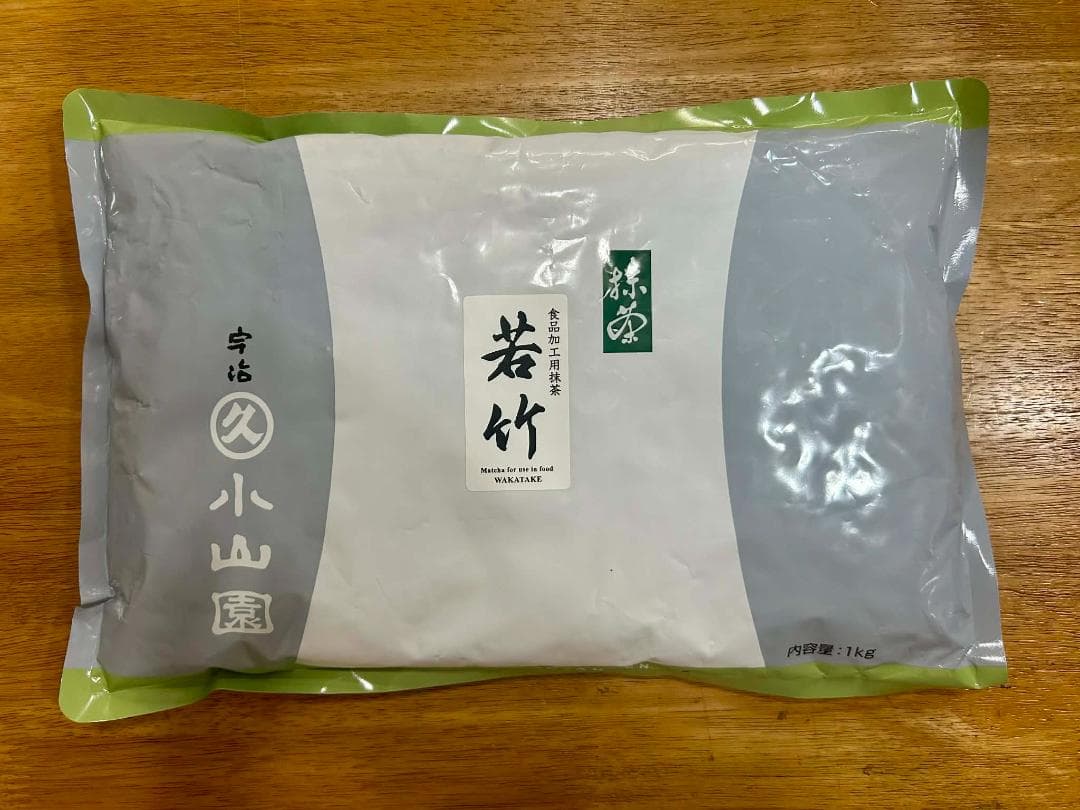 抹茶
食品加工用抹茶
若竹
Matcha for use in food
WAKATAKE
宇治
久
小山園
内容量:1kg